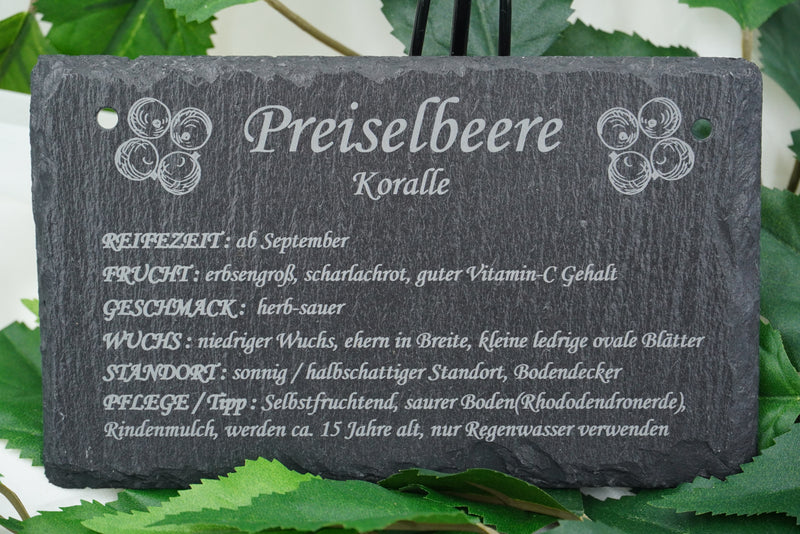 Preiselbeere
Koralle
REIFEZEIT : ab September
FRUCHT : erbsengroß, scharlachrot, guter Vitamin-C Gehalt
GESCHMACK : herb-sauer
WUCHS : niedriger Wuchs, ehern in Breite, kleine ledrige ovale Blätter
STANDORT : sonnig / halbschattiger Standort, Bodendecker
PFLEGE / Tipp : Selbstfruchtend, saurer Boden(Rhododendronerde),
Rindenmulch, werden ca. 15 Jahre alt, nur Regenwasser verwenden